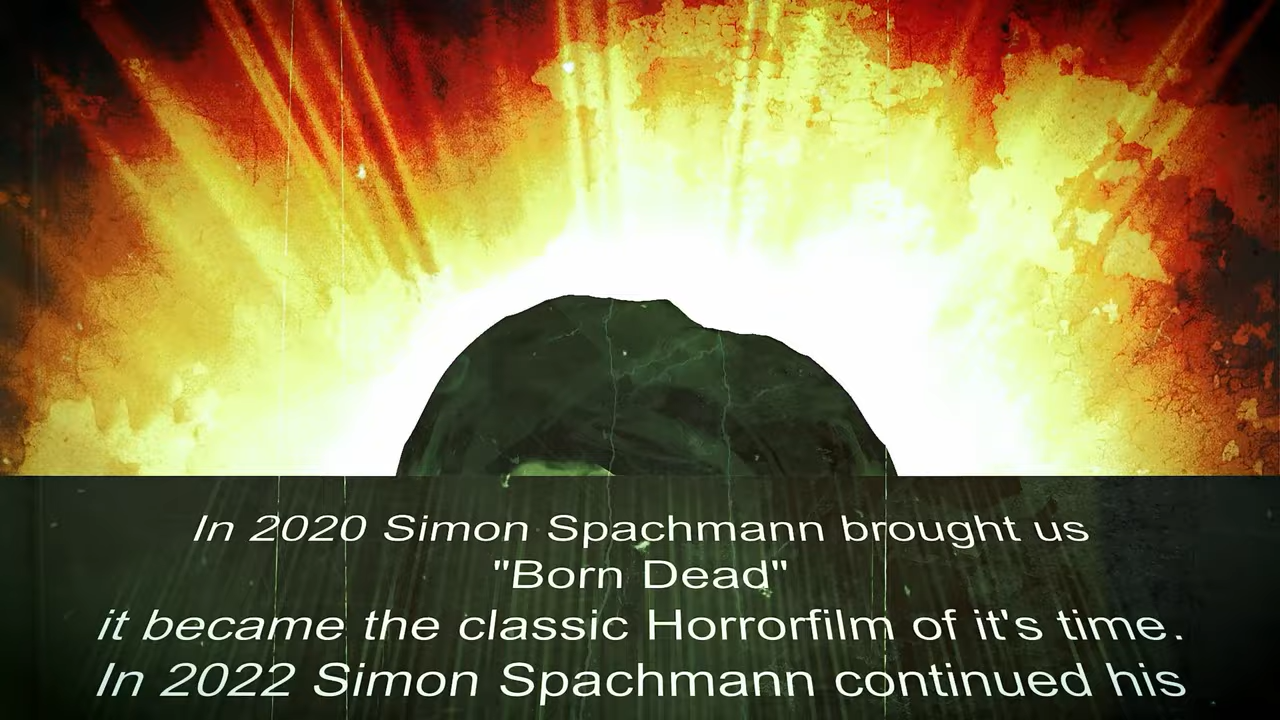 In 2020 Simon Spachmann brought us
"Born Dead"
it became the classic Horrorfilm of it's time.
In 2022 Simon Spachmann continued his